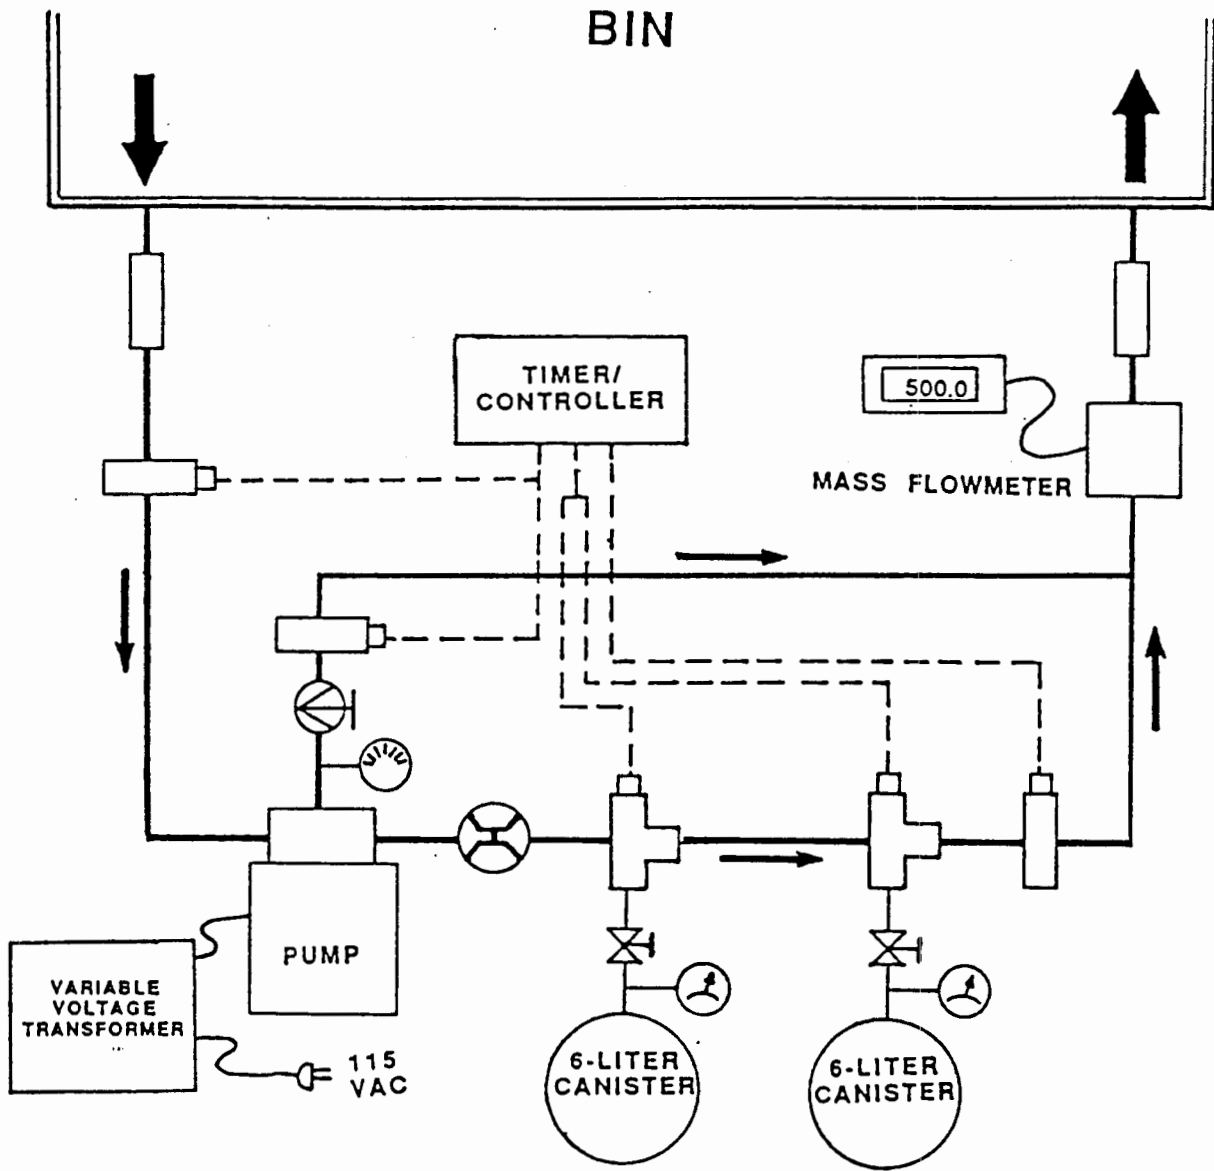 BIN
TIMER/
CONTROLLER
500.0
MASS FLOWMETER
PUMP
VARIABLE
VOLTAGE
TRANSFORMER
115
VAC
6-LITER
CANISTER
6-LITER
CANISTER